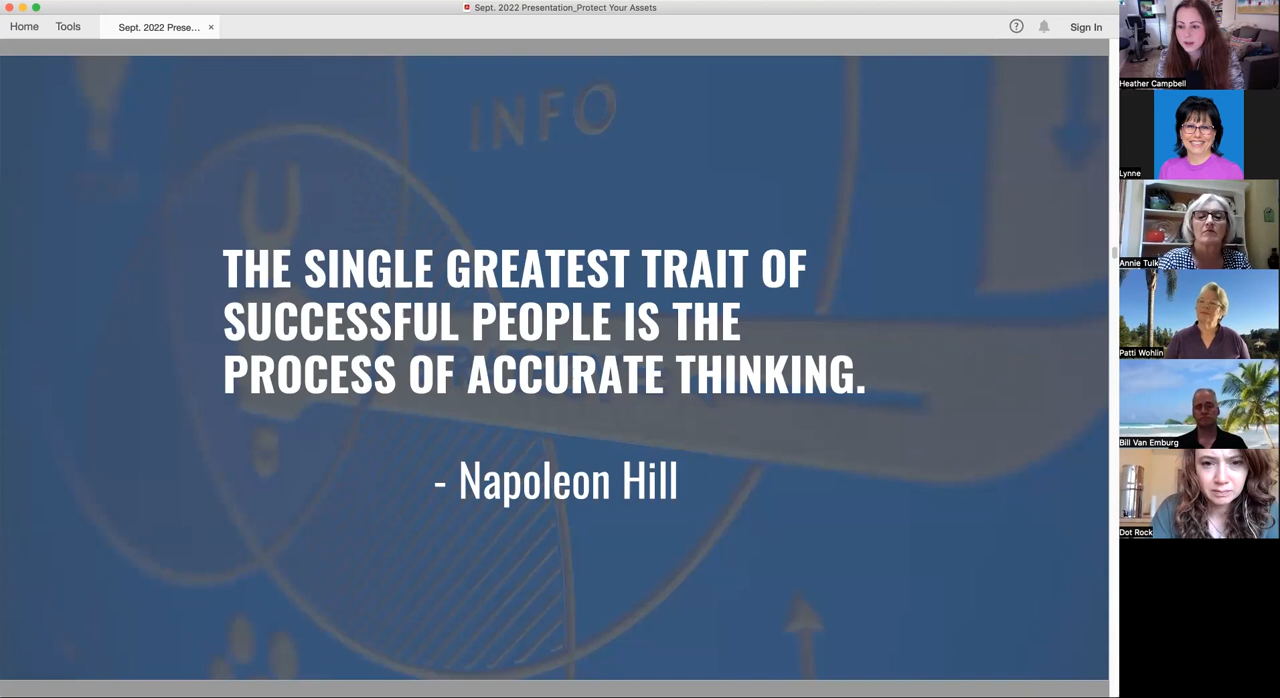 Sept. 2022 Presentation_Protect Your Assets
Home
Tools
Sept. 2022 Prese...
×
?
Sign In
INFO
THE SINGLE GREATEST TRAIT OF
SUCCESSFUL PEOPLE IS THE
PROCESS OF ACCURATE THINKING.
- Napoleon Hill
Heather Campbell
Lynne
Annie Tulk
Patti Wohlin
Bill Van Emburg
Dot Rock